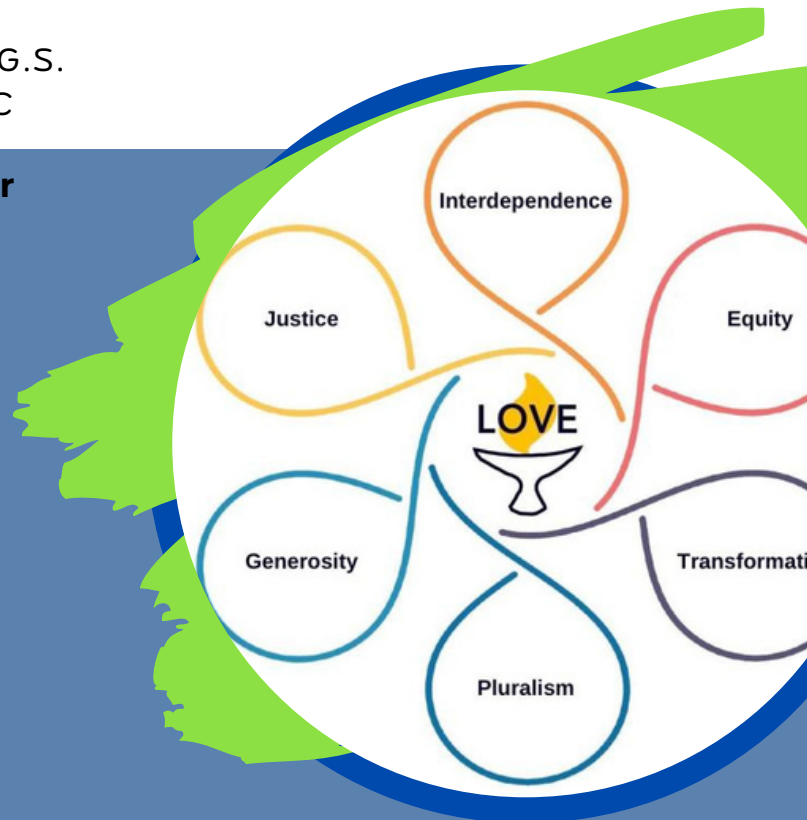 G.S.
C
r
Interdependence
Justice
Equity
LOVE
Generosity
Transformati
Pluralism